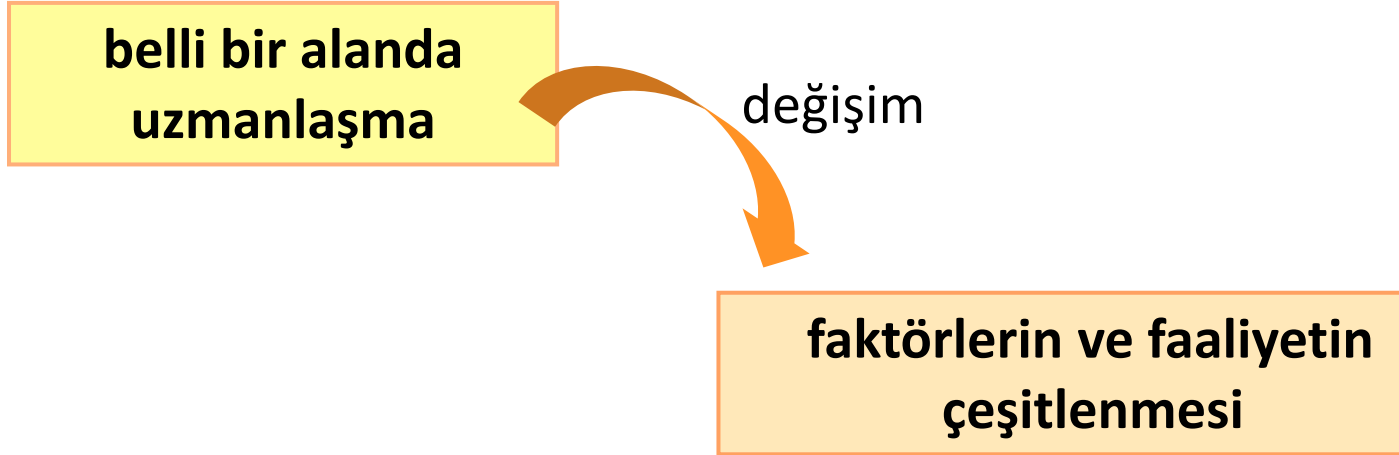 belli bir alanda
uzmanlaşma
değişim
faktörlerin ve faaliyetin
çeşitlenmesi